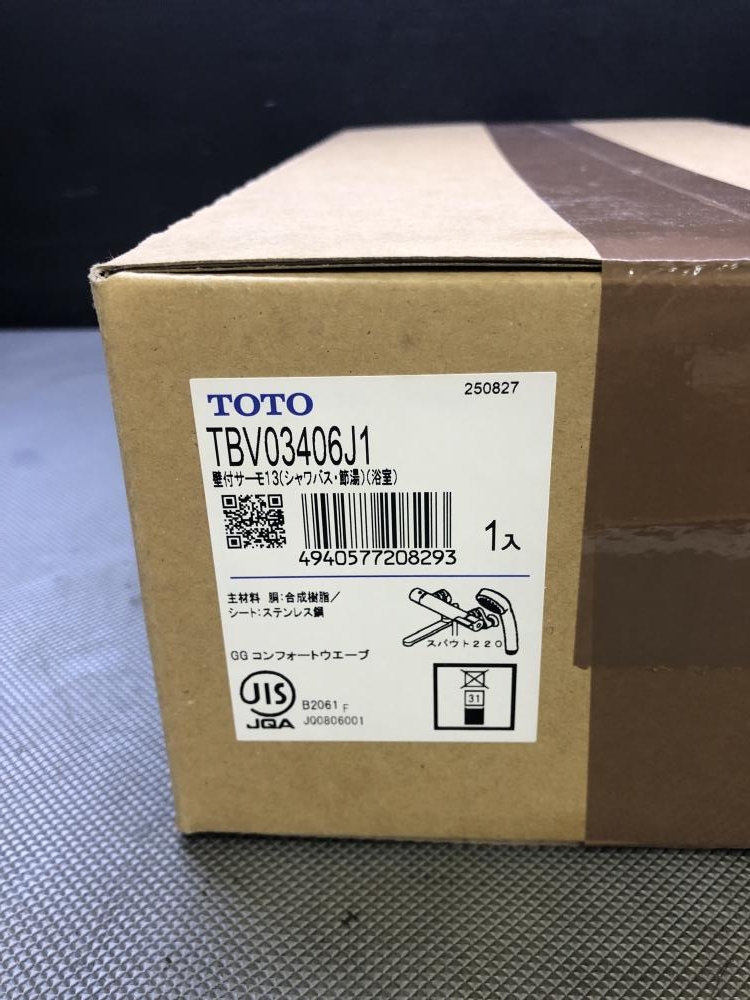 250827
TOTO
TBV03406J1
壁付サーモ13(シャワバス・節湯)(浴室)
4940577208293
1入
主材料 胴:合成樹脂/
シート:ステンレス鋼
スパウト220
GG コンフォートウエーブ
JIS
JQA
B2061 F
JQ0806001
31